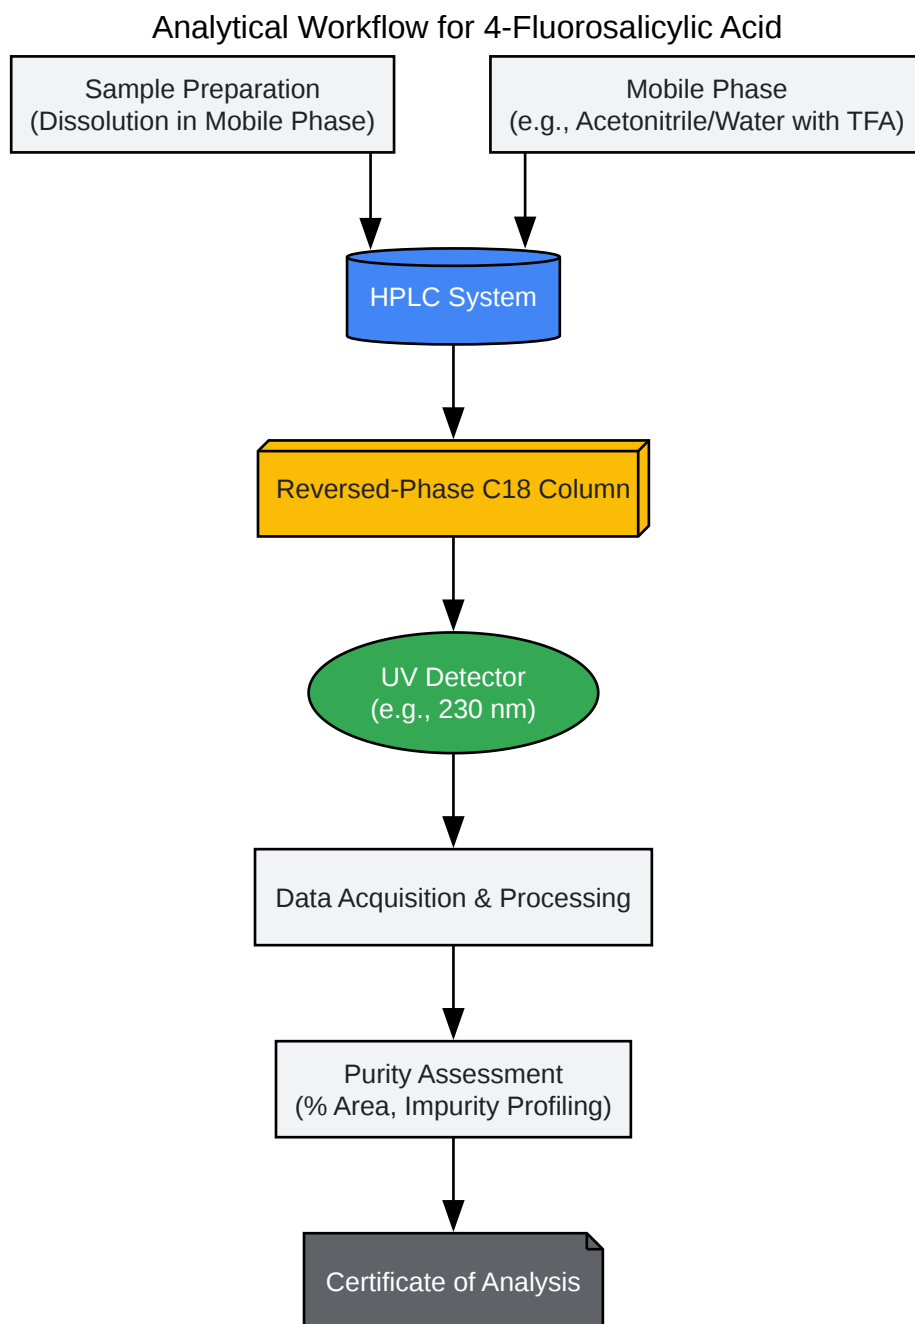 Analytical Workflow for 4-Fluorosalicylic Acid
Sample Preparation
(Dissolution in Mobile Phase)
Mobile Phase
(e.g., Acetonitrile/Water with TFA)
HPLC System
Reversed-Phase C18 Column
UV Detector
(e.g., 230 nm)
Data Acquisition & Processing
Purity Assessment
(% Area, Impurity Profiling)
Certificate of Analysis